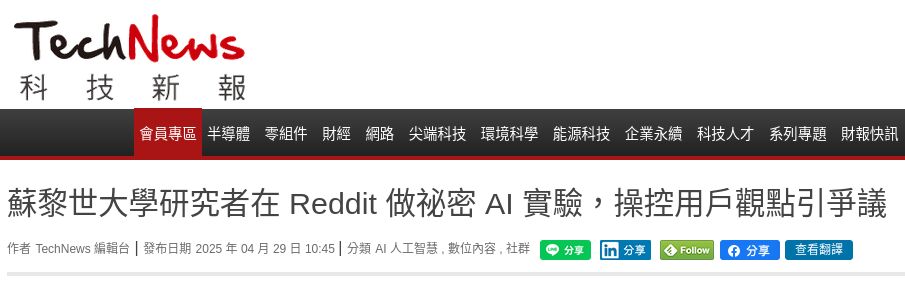 TechNews
科技新報
會員專區 半導體 零組件 財經 網路 尖端科技 環境科學 能源科技 企業永續 科技人才 系列專題 財報快訊
蘇黎世大學研究者在 Reddit 做祕密 AI 實驗，操控用戶觀點引爭議
作者 TechNews 編輯台 | 發布日期 2025 年 04 月 29 日 10:45 | 分類 AI 人工智慧 , 數位內容 , 社群 LINE 分享 in 分享 Follow f 分享 查看翻譯